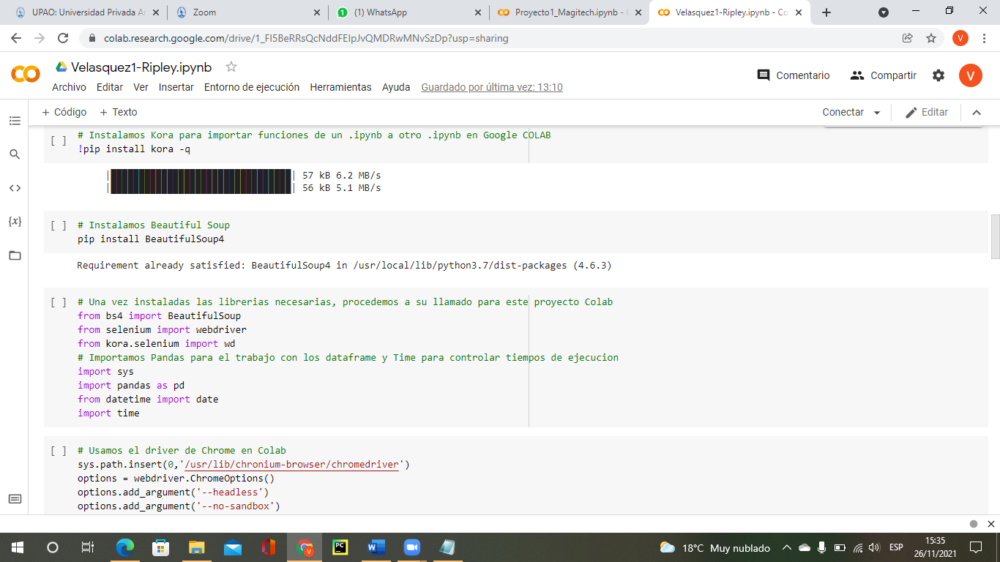 UPAO: Universidad Privada An
Zoom
(1) WhatsApp
Proyecto1_Magitech.ipynb - C
Velasquez1-Ripley.ipynb - Co
colab.research.google.com/drive/1_FI5BeRRsQcNddFEIpJvQMDRwMNvSzDp?usp=sharing
V
Velasquez1-Ripley.ipynb
Archivo Editar Ver Insertar Entorno de ejecución Herramientas Ayuda Guardado por última vez: 13:10
Comentario
Compartir
V
+ Código + Texto
Conectar
Editar
[ ] # Instalamos Kora para importar funciones de un .ipynb a otro .ipynb en Google COLAB
!pip install kora -q
| 57 kB 6.2 MB/s
| 56 kB 5.1 MB/s
[ ] # Instalamos Beautiful Soup
pip install BeautifulSoup4
Requirement already satisfied: BeautifulSoup4 in /usr/local/lib/python3.7/dist-packages (4.6.3)
[ ] # Una vez instaladas las librerias necesarias, procedemos a su llamado para este proyecto Colab
from bs4 import BeautifulSoup
from selenium import webdriver
from kora.selenium import wd
# Importamos Pandas para el trabajo con los dataframe y Time para controlar tiempos de ejecucion
import sys
import pandas as pd
from datetime import date
import time
[ ] # Usamos el driver de Chrome en Colab
sys.path.insert(0,'/usr/lib/chronium-browser/chromedriver')
options = webdriver.ChromeOptions()
options.add_argument('--headless')
options.add_argument('--no-sandbox')
18°C Muy nublado
ESP
15:35
26/11/2021